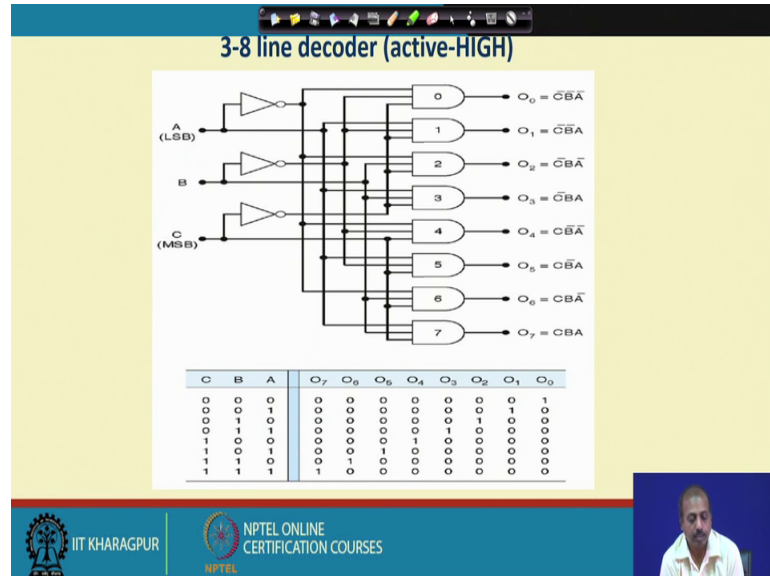 3-8 line decoder (active-HIGH)
A
(LSB)
B
C
(MSB)
0
1
2
3
4
5
6
7
O₀ = C̅B̅A̅
O₁ = C̅B̅A
O₂ = C̅BA̅
O₃ = C̅BA
O₄ = CB̅A̅
O₅ = CB̅A
O₆ = CBA̅
O₇ = CBA
C B A O₇ O₆ O₅ O₄ O₃ O₂ O₁ O₀
0 0 0 0 0 0 0 0 0 0 1
0 0 1 0 0 0 0 0 0 1 0
0 1 0 0 0 0 0 0 1 0 0
0 1 1 0 0 0 0 1 0 0 0
1 0 0 0 0 0 1 0 0 0 0
1 0 1 0 0 1 0 0 0 0 0
1 1 0 0 1 0 0 0 0 0 0
1 1 1 1 0 0 0 0 0 0 0
IIT KHARAGPUR
NPTEL
NPTEL ONLINE
CERTIFICATION COURSES